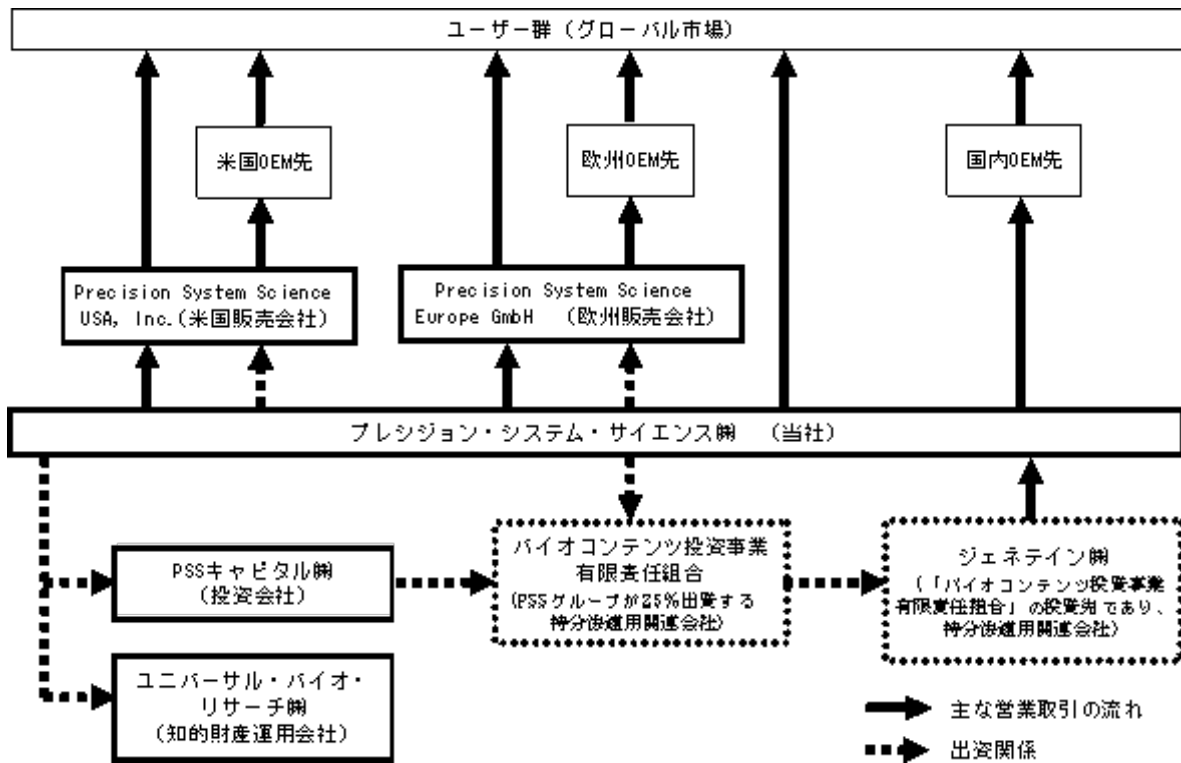 ユーザー群（グローバル市場）
米国OEM先
欧州OEM先
国内OEM先
Precision System Science
USA, Inc.（米国販売会社）
Precision System Science
Europe GmbH （欧州販売会社）
プレシジョン・システム・サイエンス㈱ （当社）
PSSキャピタル㈱
（投資会社）
バイオコンテンツ投資事業
有限責任組合
（PSSグループが25％出資する
持分法適用関連会社）
ジェネテイン㈱
（「バイオコンテンツ投資事業
有限責任組合」の投資先であり、
持分法適用関連会社）
ユニバーサル・バイオ・
リサーチ㈱
（知的財産運用会社）
主な営業取引の流れ
出資関係